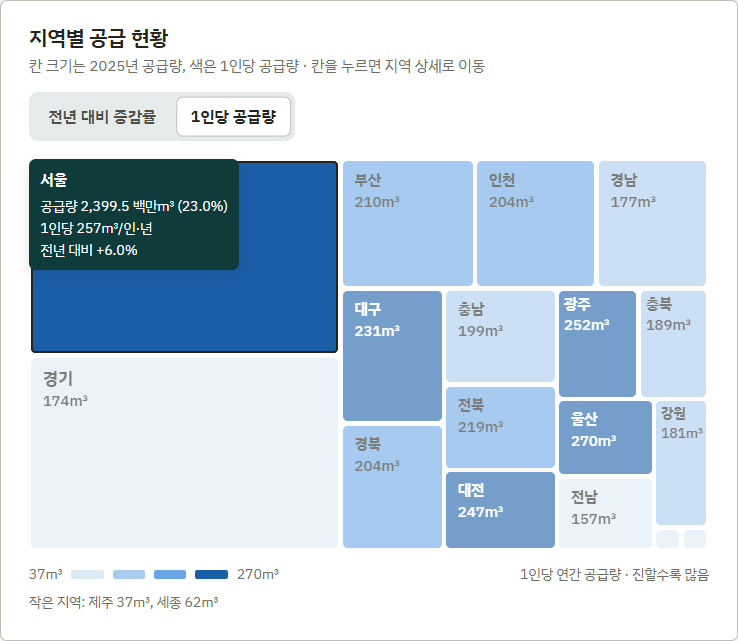 지역별 공급 현황
칸 크기는 2025년 공급량, 색은 1인당 공급량 · 칸을 누르면 지역 상세로 이동
전년 대비 증감률
1인당 공급량
서울
공급량 2,399.5 백만m³ (23.0%)
1인당 257m³/인·년
전년 대비 +6.0%
부산
210m³
인천
204m³
경남
177m³
대구
231m³
충남
199m³
광주
252m³
충북
189m³
경기
174m³
전북
219m³
울산
270m³
강원
181m³
경북
204m³
대전
247m³
전남
157m³
37m³
270m³
1인당 연간 공급량 · 진할수록 많음
작은 지역: 제주 37m³, 세종 62m³